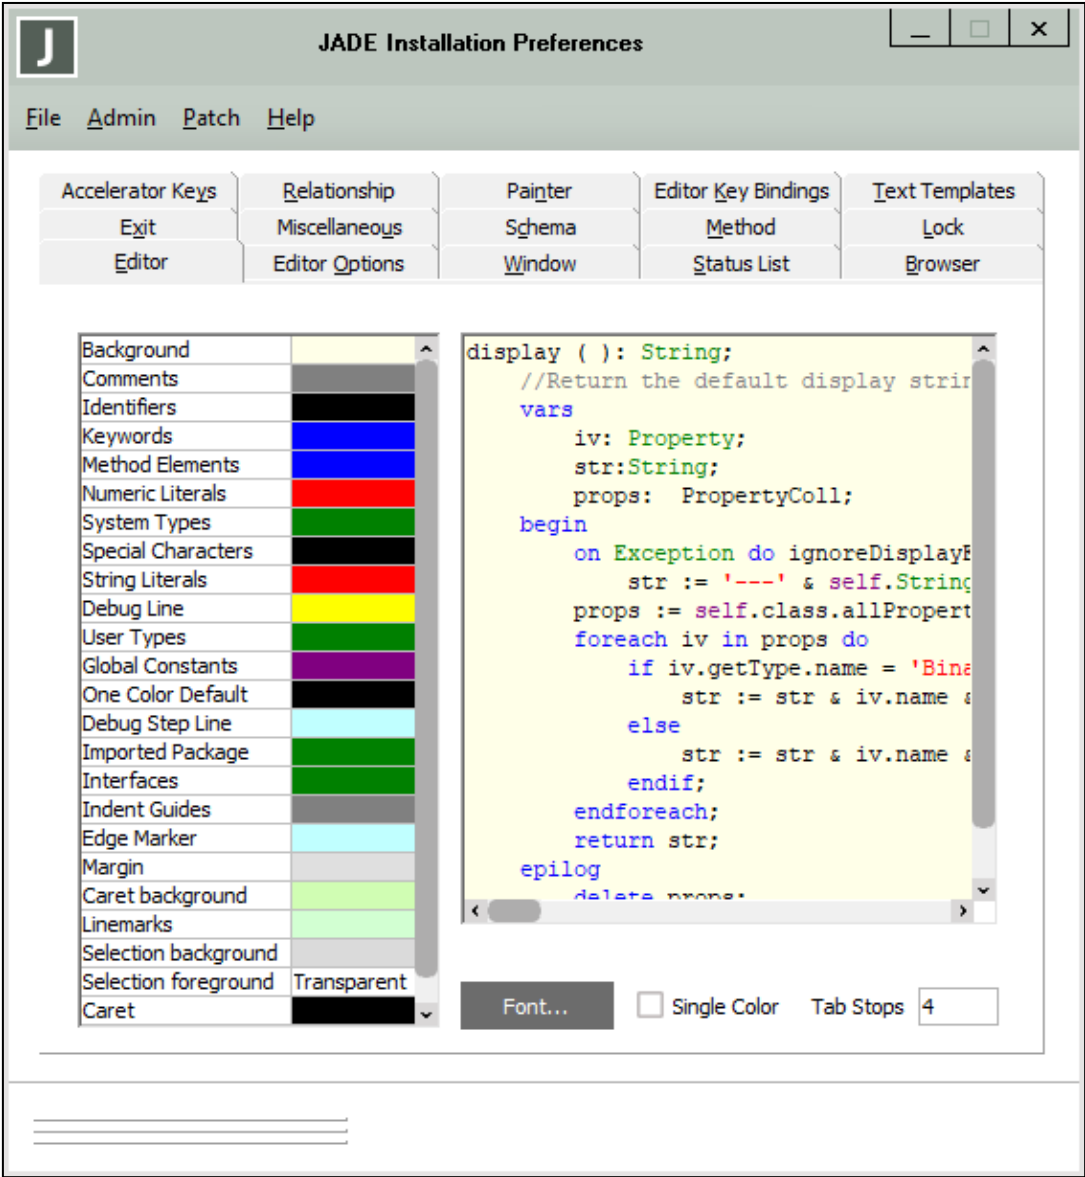 J
JADE Installation Preferences
File Admin Patch Help
Accelerator Keys Relationship Painter Editor Key Bindings Text Templates
Exit Miscellaneous Schema Method Lock
Editor Editor Options Window Status List Browser
Background
Comments
Identifiers
Keywords
Method Elements
Numeric Literals
System Types
Special Characters
String Literals
Debug Line
User Types
Global Constants
One Color Default
Debug Step Line
Imported Package
Interfaces
Indent Guides
Edge Marker
Margin
Caret background
Linemarks
Selection background
Selection foreground Transparent
Caret
display ( ): String;
//Return the default display strin
vars
iv: Property;
str:String;
props:  PropertyColl;
begin
on Exception do ignoreDisplayE
str := '---' & self.String
props := self.class.allPropert
foreach iv in props do
if iv.getType.name = 'Bina
str := str & iv.name &
else
str := str & iv.name &
endif;
endforeach;
return str;
epilog
delete props;
Font... Single Color Tab Stops 4